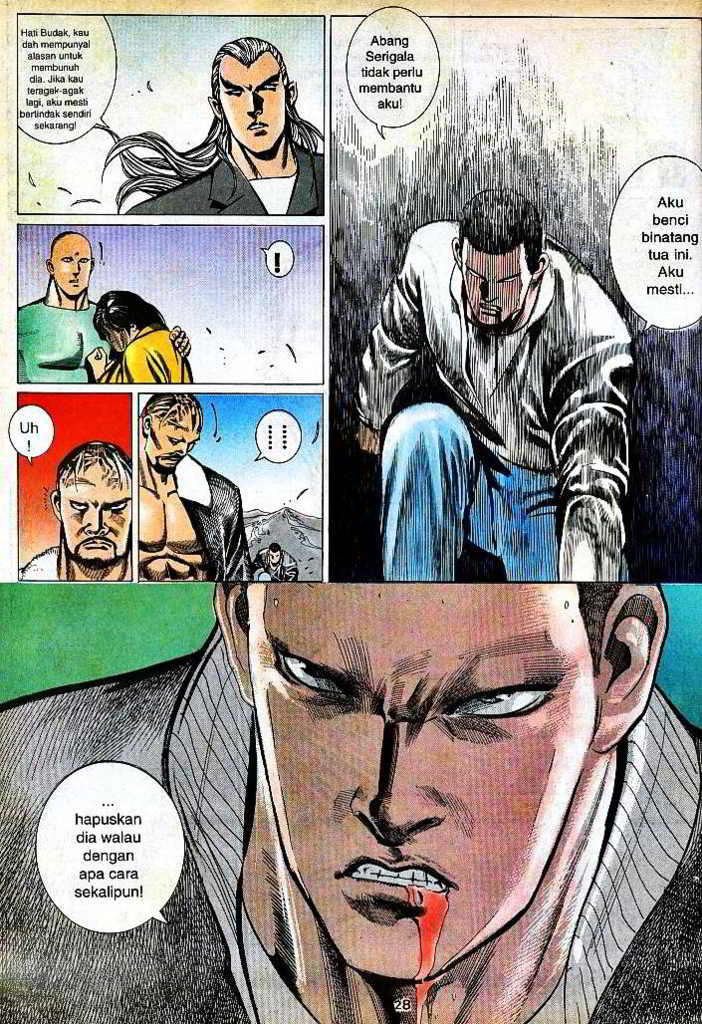 Hati Budak, kau
dah mempunyai
alasan untuk
membunuh
dia. Jika kau
teragak-agak
lagi, aku mesti
bertindak sendiri
sekarang!
!
Uh
!
!!
Abang
Serigala
tidak perlu
membantu
aku!
Aku
benci
binatang
tua ini.
Aku
mesti...
...
hapuskan
dia walau
dengan
apa cara
sekalipun!
28